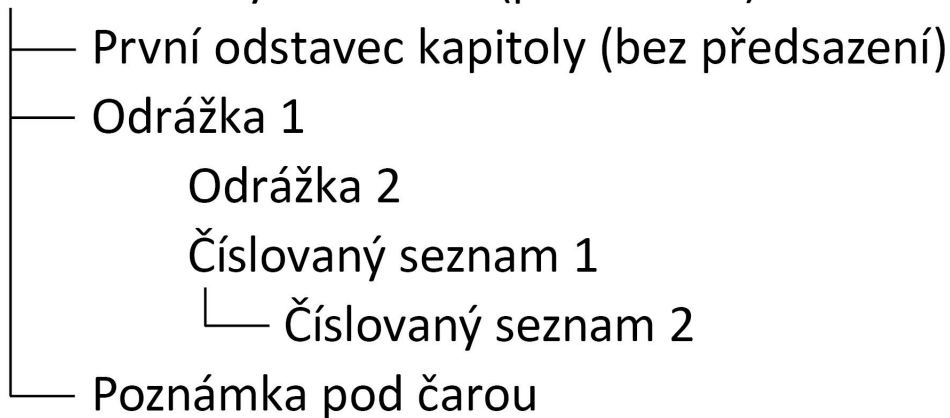 První odstavec kapitoly (bez předsazení)
Odrážka 1
Odrážka 2
Číslovaný seznam 1
Číslovaný seznam 2
Poznámka pod čarou